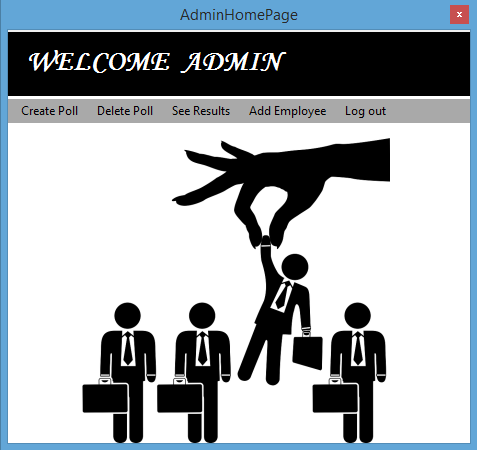 AdminHomePage
x
WELCOME ADMIN
Create Poll Delete Poll See Results Add Employee Log out